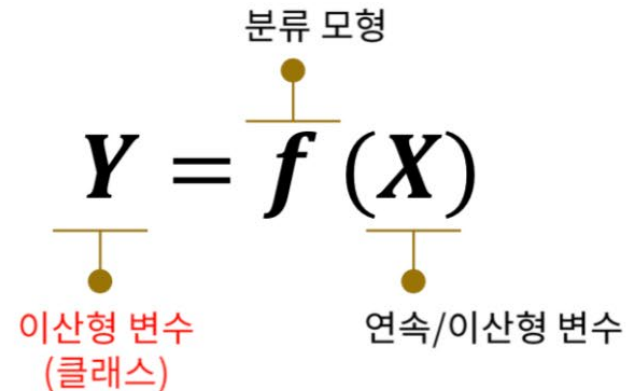 분류 모형
Y = f (X)
이산형 변수
(클래스)
연속/이산형 변수